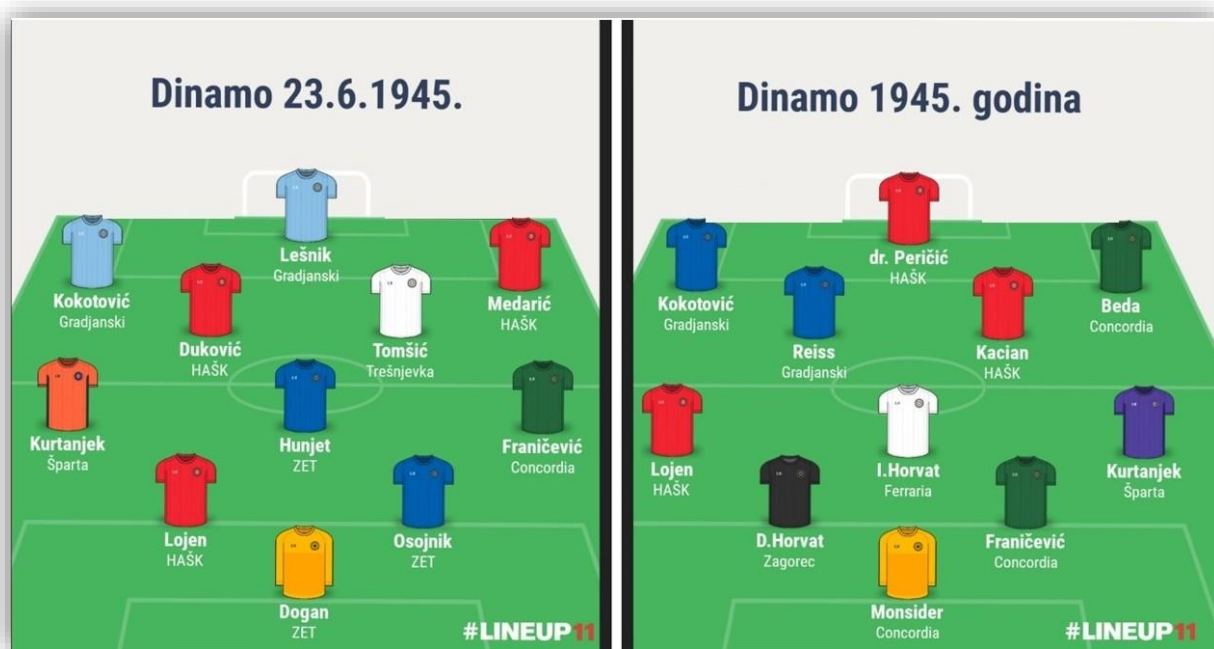 Dinamo 23.6.1945.
Lešnik
Gradjanski
Kokotović
Gradjanski
Medarić
HAŠK
Duković
HAŠK
Tomšić
Trešnjevka
Kurtanjek
Šparta
Hunjet
ZET
Franičević
Concordia
Lojen
HAŠK
Osojnik
ZET
Dogan
ZET
#LINEUP11
Dinamo 1945. godina
dr. Peričić
HAŠK
Kokotović
Gradjanski
Beda
Concordia
Reiss
Gradjanski
Kacian
HAŠK
Lojen
HAŠK
I.Horvat
Ferraria
Kurtanjek
Šparta
D.Horvat
Zagorec
Franičević
Concordia
Monsider
Concordia
#LINEUP11